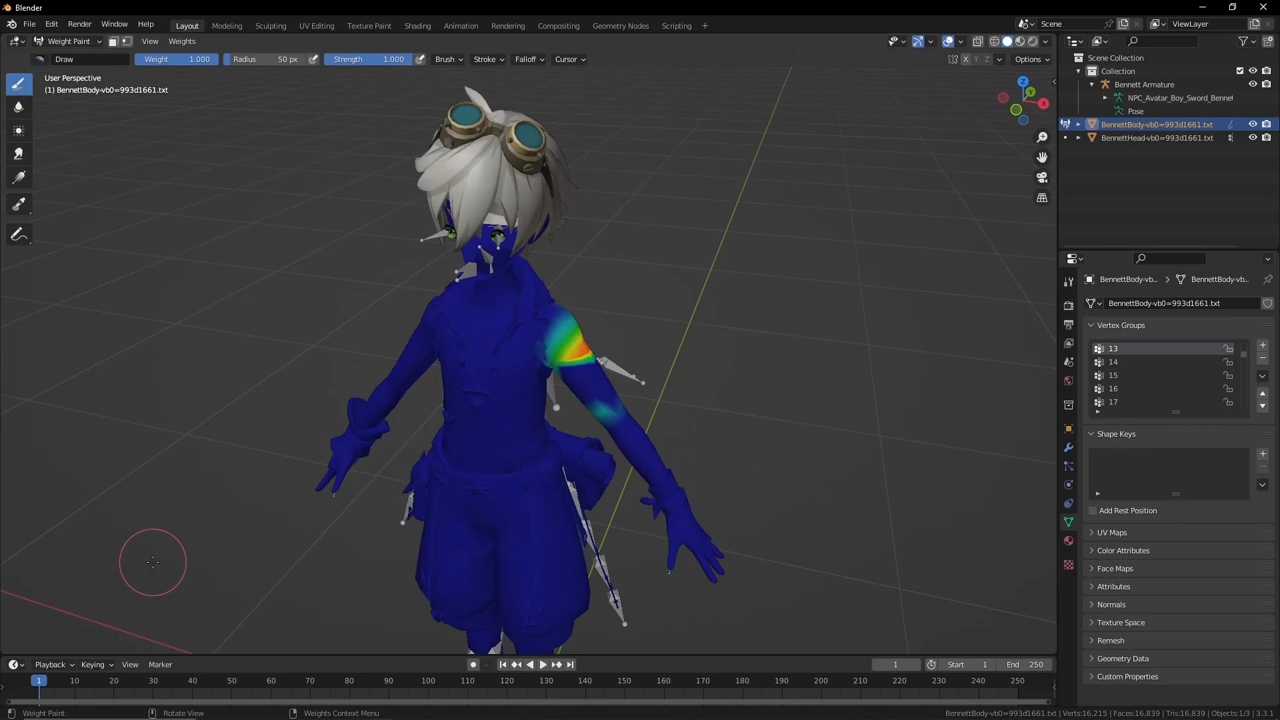 Blender
File Edit Render Window Help
Layout Modeling Sculpting UV Editing Texture Paint Shading Animation Rendering Compositing Geometry Nodes Scripting +
Scene
ViewLayer
Weight Paint View Weights
Draw Weight 1.000 Radius 50 px Strength 1.000 Brush Stroke Falloff Cursor
X Y Z Options
User Perspective
(1) BennettBody-vb0=993d1661.txt
Z
Y
X
Scene Collection
Collection
Bennett Armature
NPC_Avatar_Boy_Sword_Bennet
Pose
BennettBody-vb0=993d1661.txt
BennettHead-vb0=993d1661.txt
BennettBody-vb... BennettBody-vb0...
BennettBody-vb0=993d1661.txt
Vertex Groups
13
14
15
16
17
Shape Keys
Add Rest Position
UV Maps
Color Attributes
Face Maps
Attributes
Normals
Texture Space
Remesh
Geometry Data
Custom Properties
Playback Keying View Marker
1 Start 1 End 250
1 10 20 30 40 50 60 70 80 90 100 110 120 130 140 150 160 170 180 190 200 210 220 230 240 250
Weight Paint Rotate View Weights Context Menu
BennettBody-vb0=993d1661.txt | Verts:16,215 | Faces:16,839 | Tris:16,839 | Objects:1/3 | 3.3.1